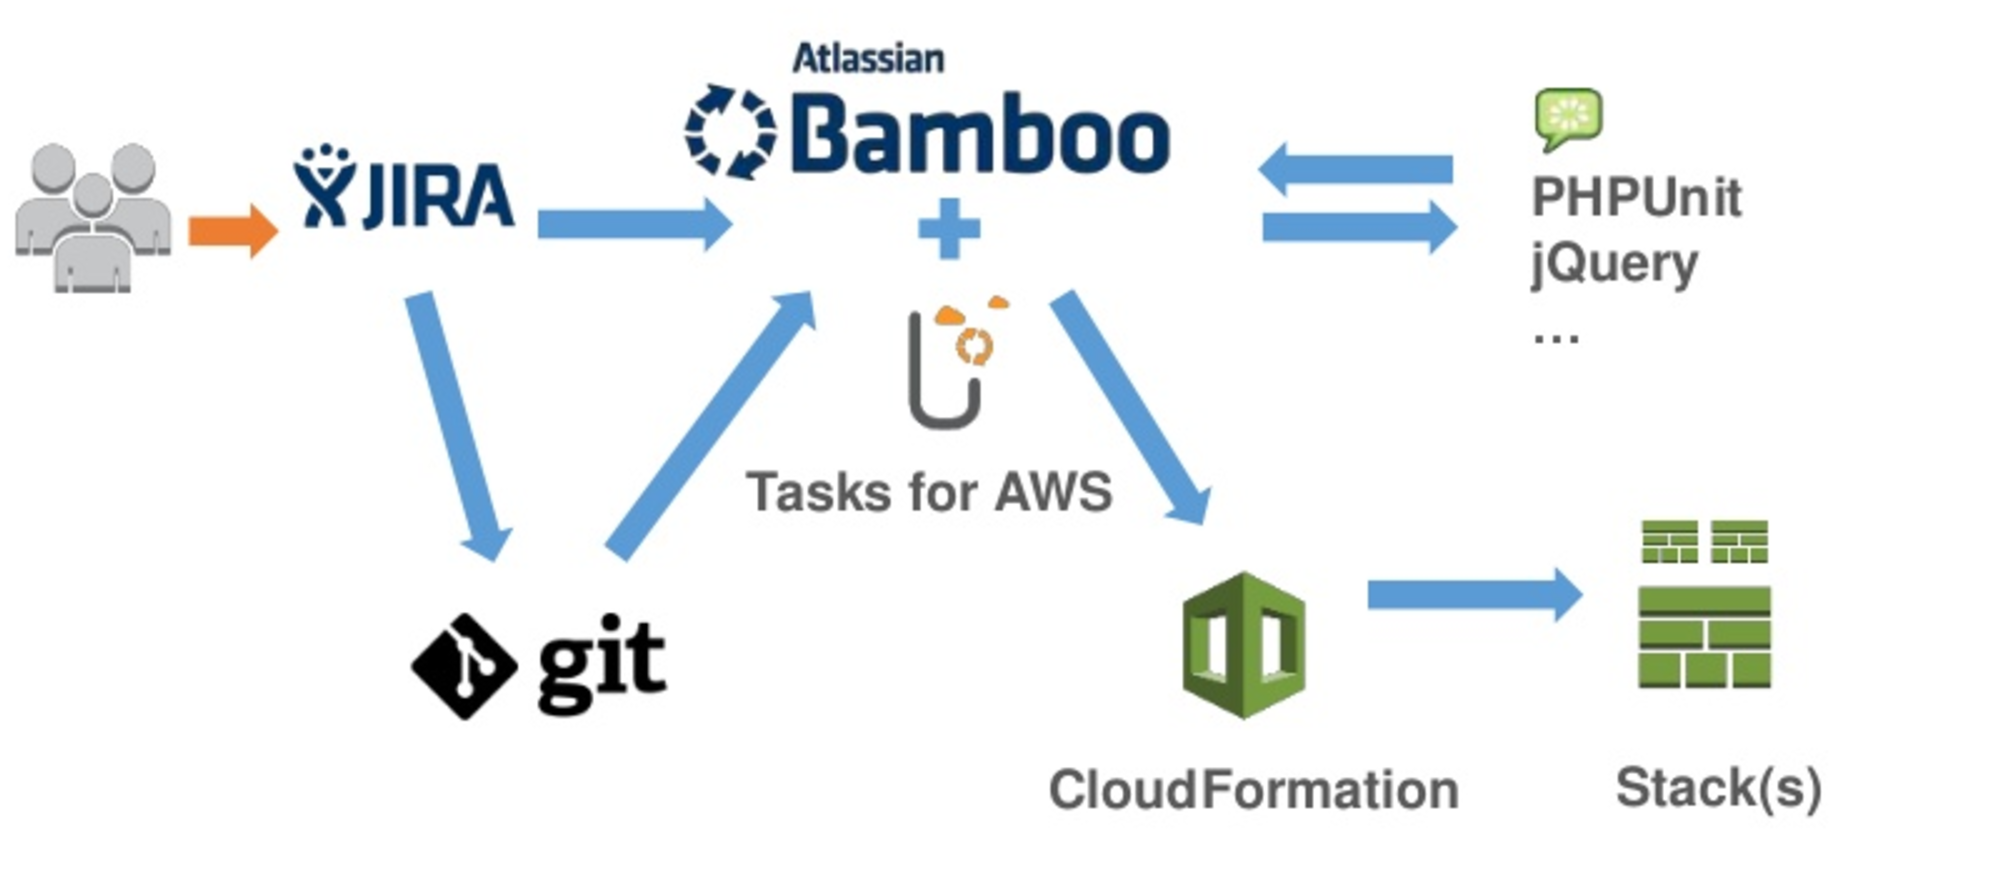 Atlassian
Bamboo
JIRA
PHPUnit
jQuery
...
Tasks for AWS
git
CloudFormation
Stack(s)